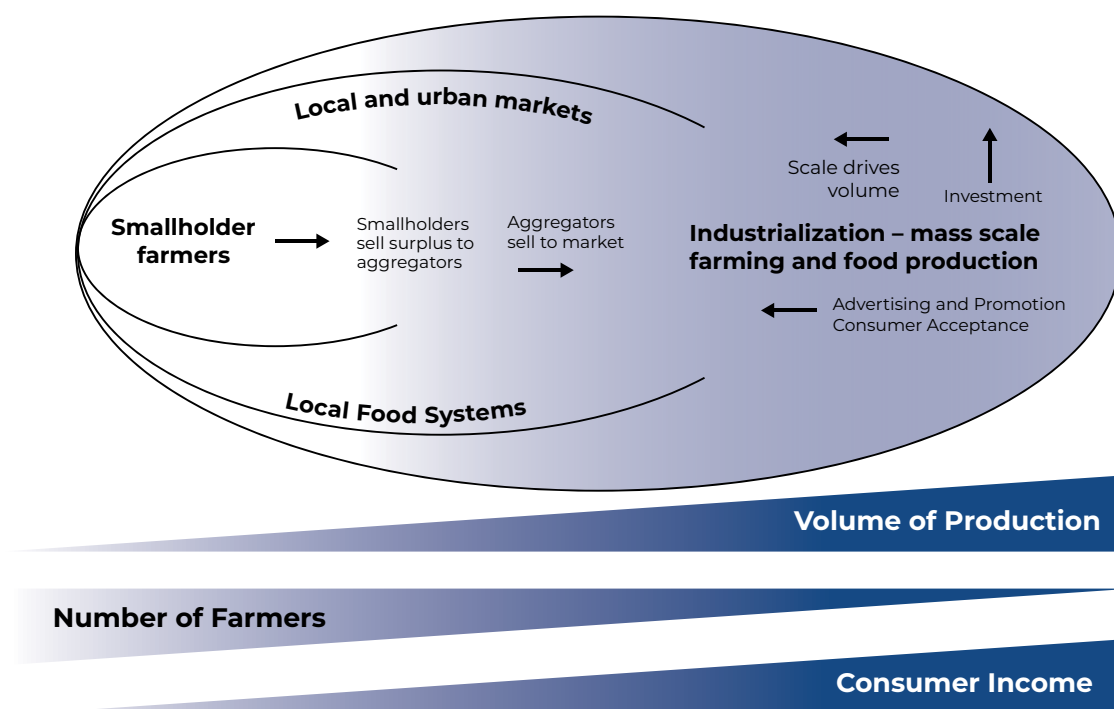 Local and urban markets
Smallholder
farmers
Smallholders
sell surplus to
aggregators
Aggregators
sell to market
Scale drives
volume
Investment
Industrialization – mass scale
farming and food production
Advertising and Promotion
Consumer Acceptance
Local Food Systems
Volume of Production
Number of Farmers
Consumer Income